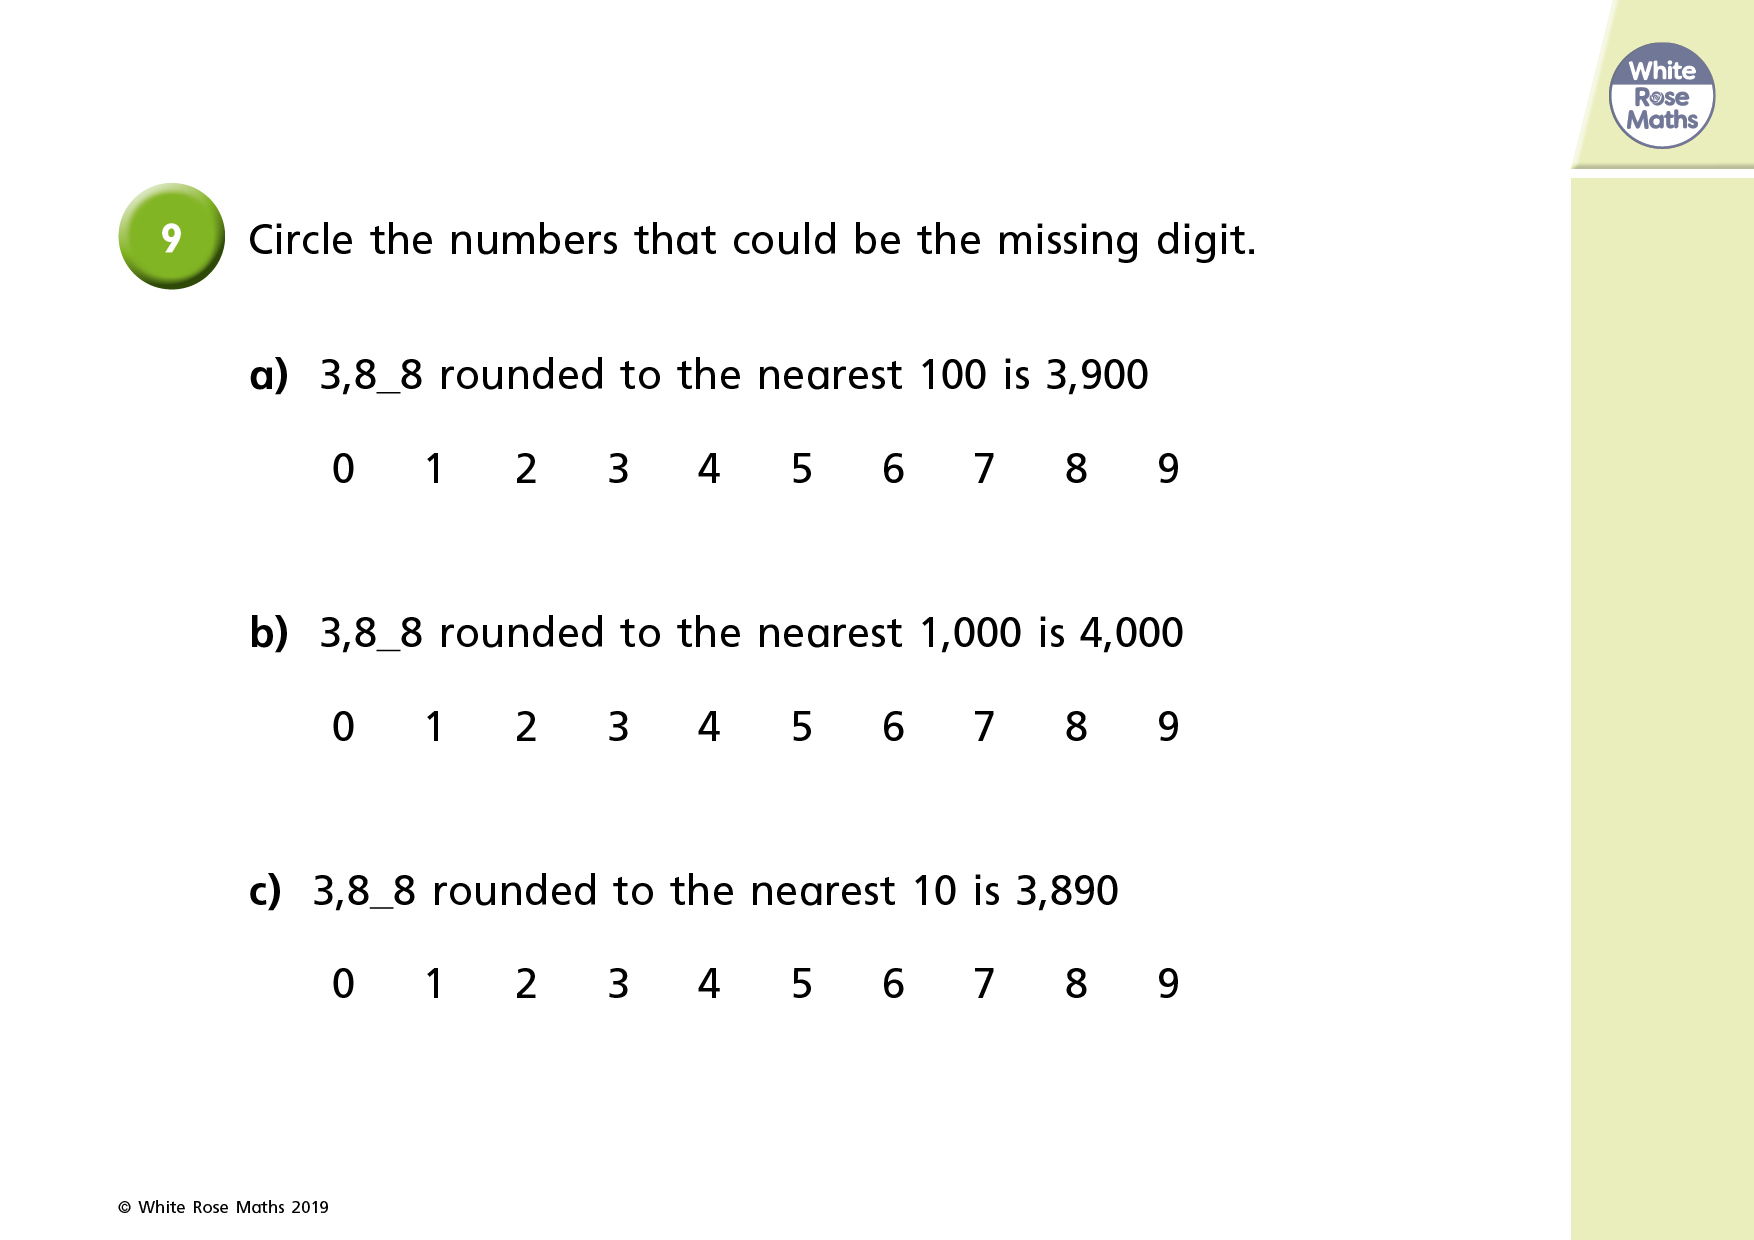 White
Rose
Maths
9 Circle the numbers that could be the missing digit.
a) 3,8_8 rounded to the nearest 100 is 3,900
0 1 2 3 4 5 6 7 8 9
b) 3,8_8 rounded to the nearest 1,000 is 4,000
0 1 2 3 4 5 6 7 8 9
c) 3,8_8 rounded to the nearest 10 is 3,890
0 1 2 3 4 5 6 7 8 9
© White Rose Maths 2019